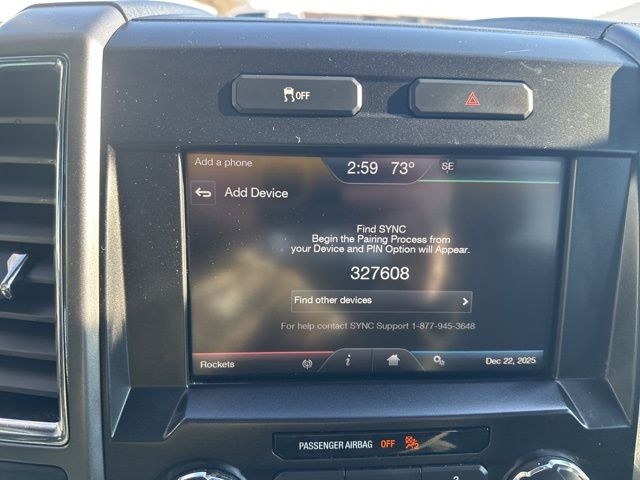 OFF
Add a phone 2:59 73° SE
Add Device
Find SYNC
Begin the Pairing Process from
your Device and PIN Option will Appear.
327608
Find other devices
For help contact SYNC Support 1-877-945-3648
Rockets i Dec 22, 2025
PASSENGER AIRBAG OFF
2